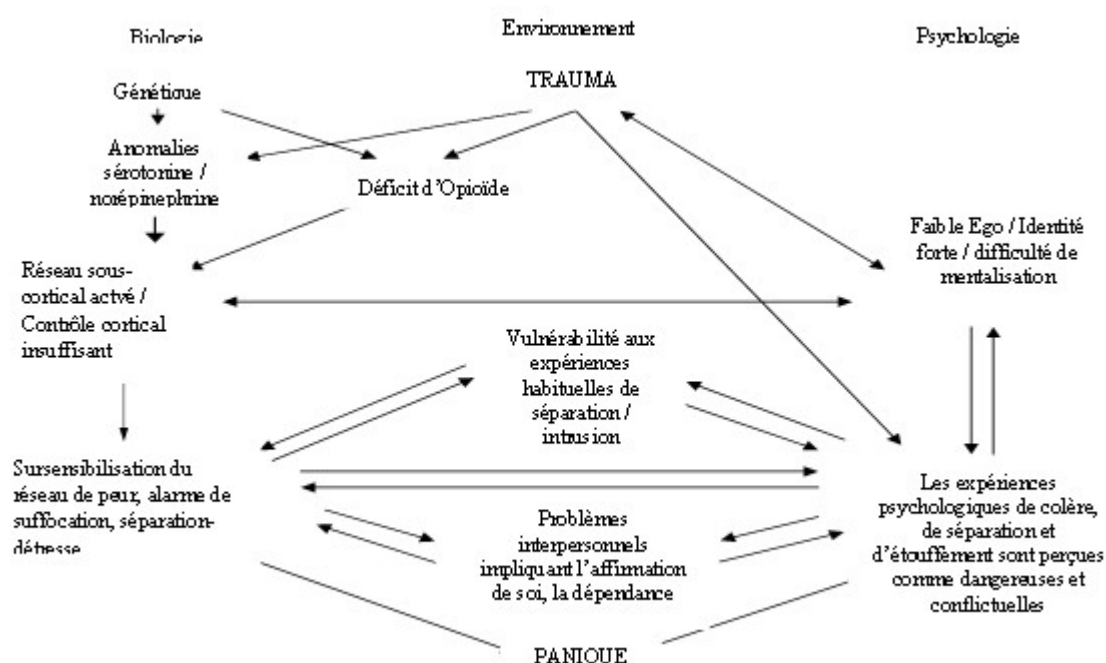 Biologie
Environnement
Psychologie
TRAUMA
Génétique
Anomalies
sérotonine /
norépinephrine
Déficit d'Opioïde
Faible Ego / Identité
forte / difficulté de
mentalisation
Réseau sous-
cortical actvé /
Contrôle cortical
insuffisant
Vulnérabilité aux
expériences
habituelles de
séparation /
intrusion
Sursensibilisation du
réseau de peur, alarme de
suffocation, séparation-
détresse
Problèmes
interpersonnels
impliquant l'affirmation
de soi, la dépendance
Les expériences
psychologiques de colère,
de séparation et
d'étouffement sont perçues
comme dangereuses et
conflictuelles
PANIQUE